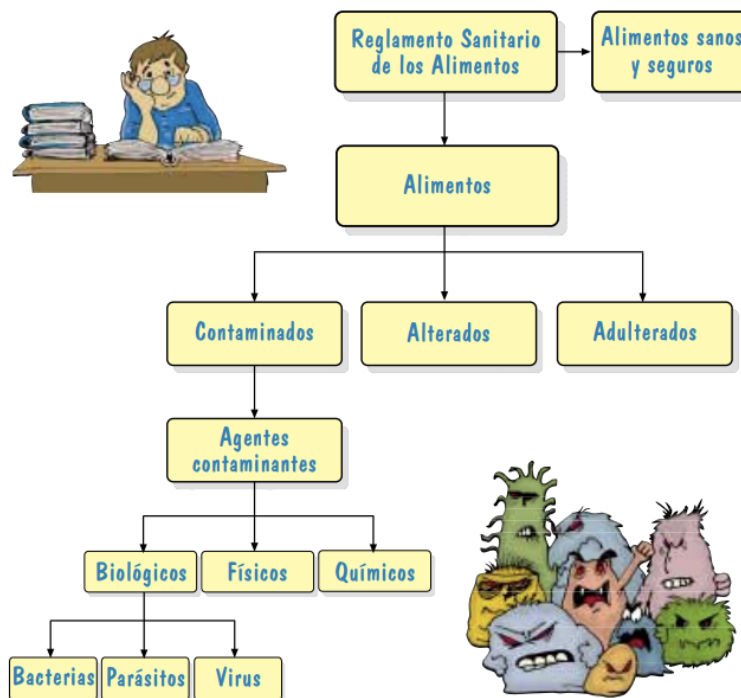 Reglamento Sanitario
de los Alimentos
Alimentos sanos
y seguros
Alimentos
Contaminados
Alterados
Adulterados
Agentes
contaminantes
Biológicos
Físicos
Químicos
Bacterias
Parásitos
Virus